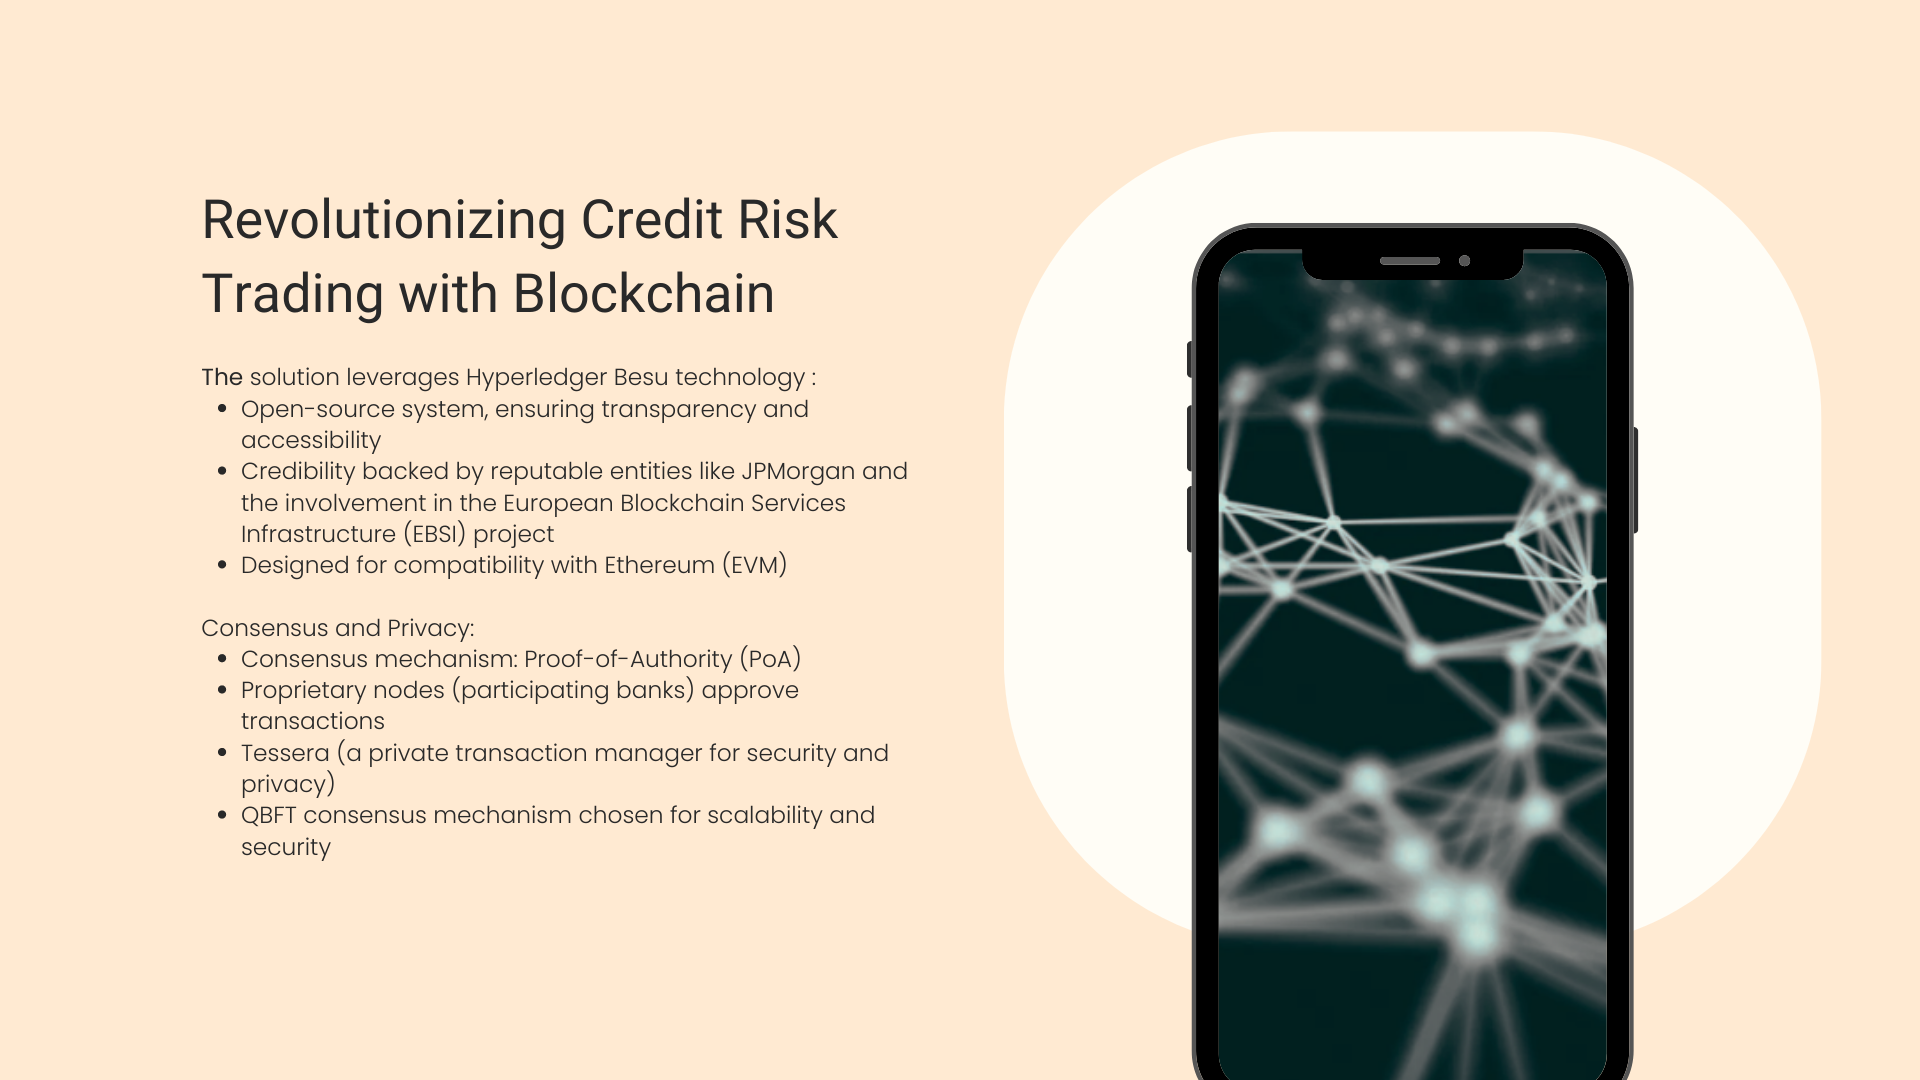 Revolutionizing Credit Risk
Trading with Blockchain
The solution leverages Hyperledger Besu technology :
• Open-source system, ensuring transparency and
accessibility
• Credibility backed by reputable entities like JPMorgan and
the involvement in the European Blockchain Services
Infrastructure (EBSI) project
• Designed for compatibility with Ethereum (EVM)
Consensus and Privacy:
• Consensus mechanism: Proof-of-Authority (PoA)
• Proprietary nodes (participating banks) approve
transactions
• Tessera (a private transaction manager for security and
privacy)
• QBFT consensus mechanism chosen for scalability and
security